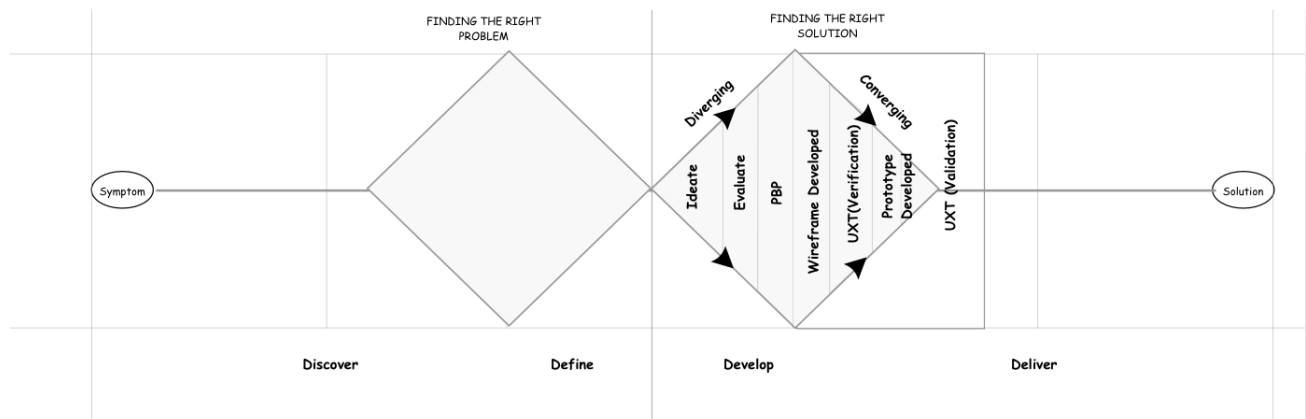 FINDING THE RIGHT
PROBLEM
FINDING THE RIGHT
SOLUTION
Symptom
Diverging
Converging
Ideate
Evaluate
PBP
Wireframe Developed
UXT(Verification)
Prototype
Developed
UXT (Validation)
Solution
Discover
Define
Develop
Deliver